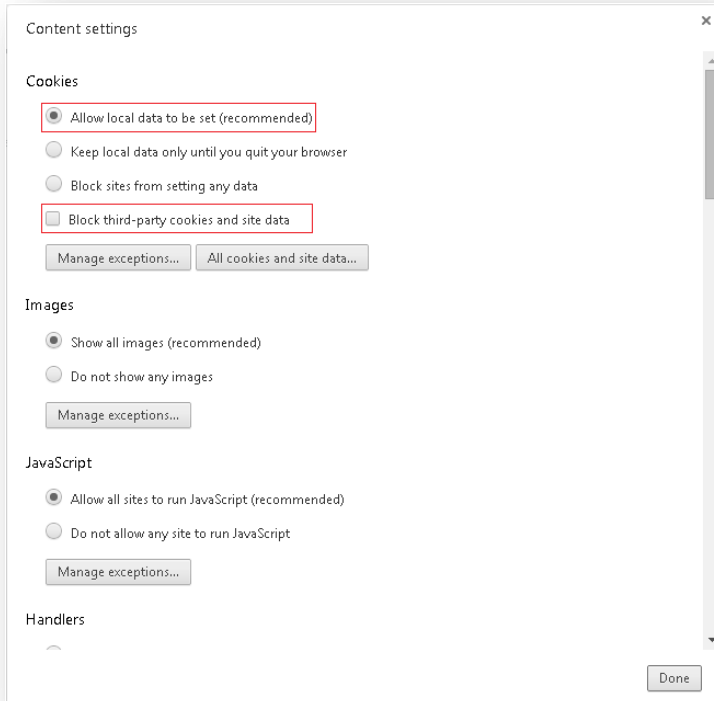 Content settings
Cookies
Allow local data to be set (recommended)
Keep local data only until you quit your browser
Block sites from setting any data
Block third-party cookies and site data
Manage exceptions... All cookies and site data...
Images
Show all images (recommended)
Do not show any images
Manage exceptions...
JavaScript
Allow all sites to run JavaScript (recommended)
Do not allow any site to run JavaScript
Manage exceptions...
Handlers
Done